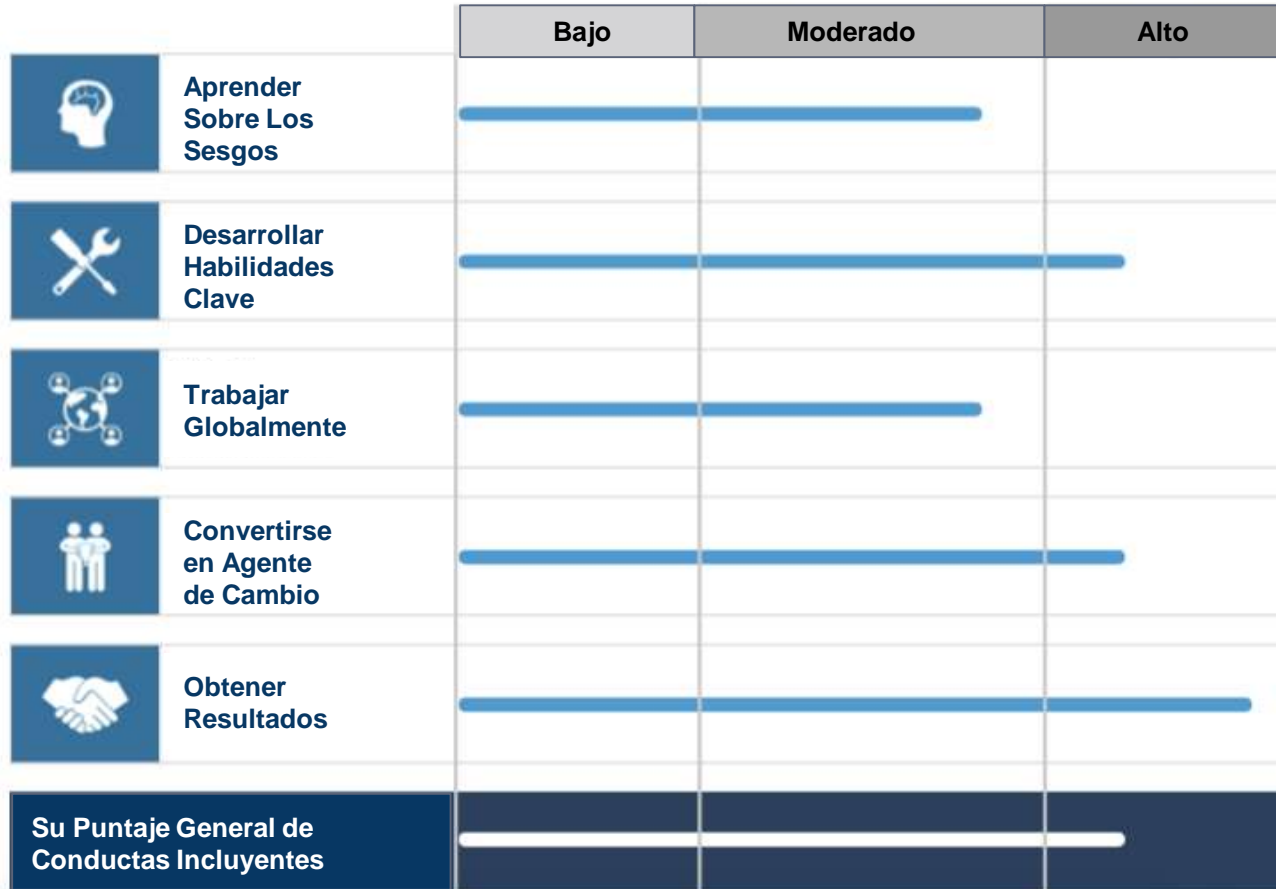 Bajo Moderado Alto
Aprender
Sobre Los
Sesgos
Desarrollar
Habilidades
Clave
Trabajar
Globalmente
Convertirse
en Agente
de Cambio
Obtener
Resultados
Su Puntaje General de
Conductas Incluyentes